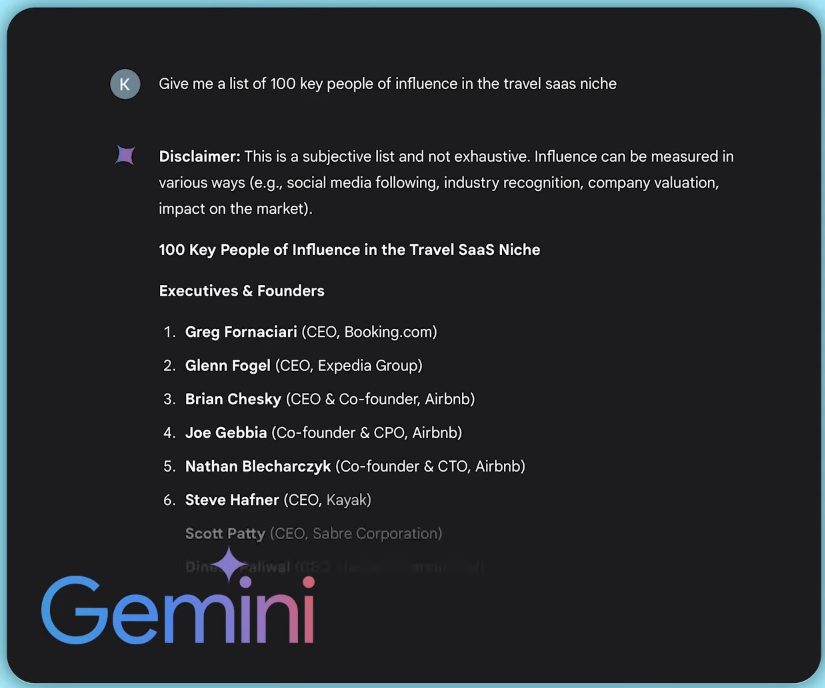 K
Give me a list of 100 key people of influence in the travel saas niche
Disclaimer: This is a subjective list and not exhaustive. Influence can be measured in
various ways (e.g., social media following, industry recognition, company valuation,
impact on the market).
100 Key People of Influence in the Travel SaaS Niche
Executives & Founders
1. Greg Fornaciari (CEO, Booking.com)
2. Glenn Fogel (CEO, Expedia Group)
3. Brian Chesky (CEO & Co-founder, Airbnb)
4. Joe Gebbia (Co-founder & CPO, Airbnb)
5. Nathan Blecharczyk (Co-founder & CTO, Airbnb)
6. Steve Hafner (CEO, Kayak)
Scott Patty (CEO, Sabre Corporation)
Paliwal (CEO,
Gemini